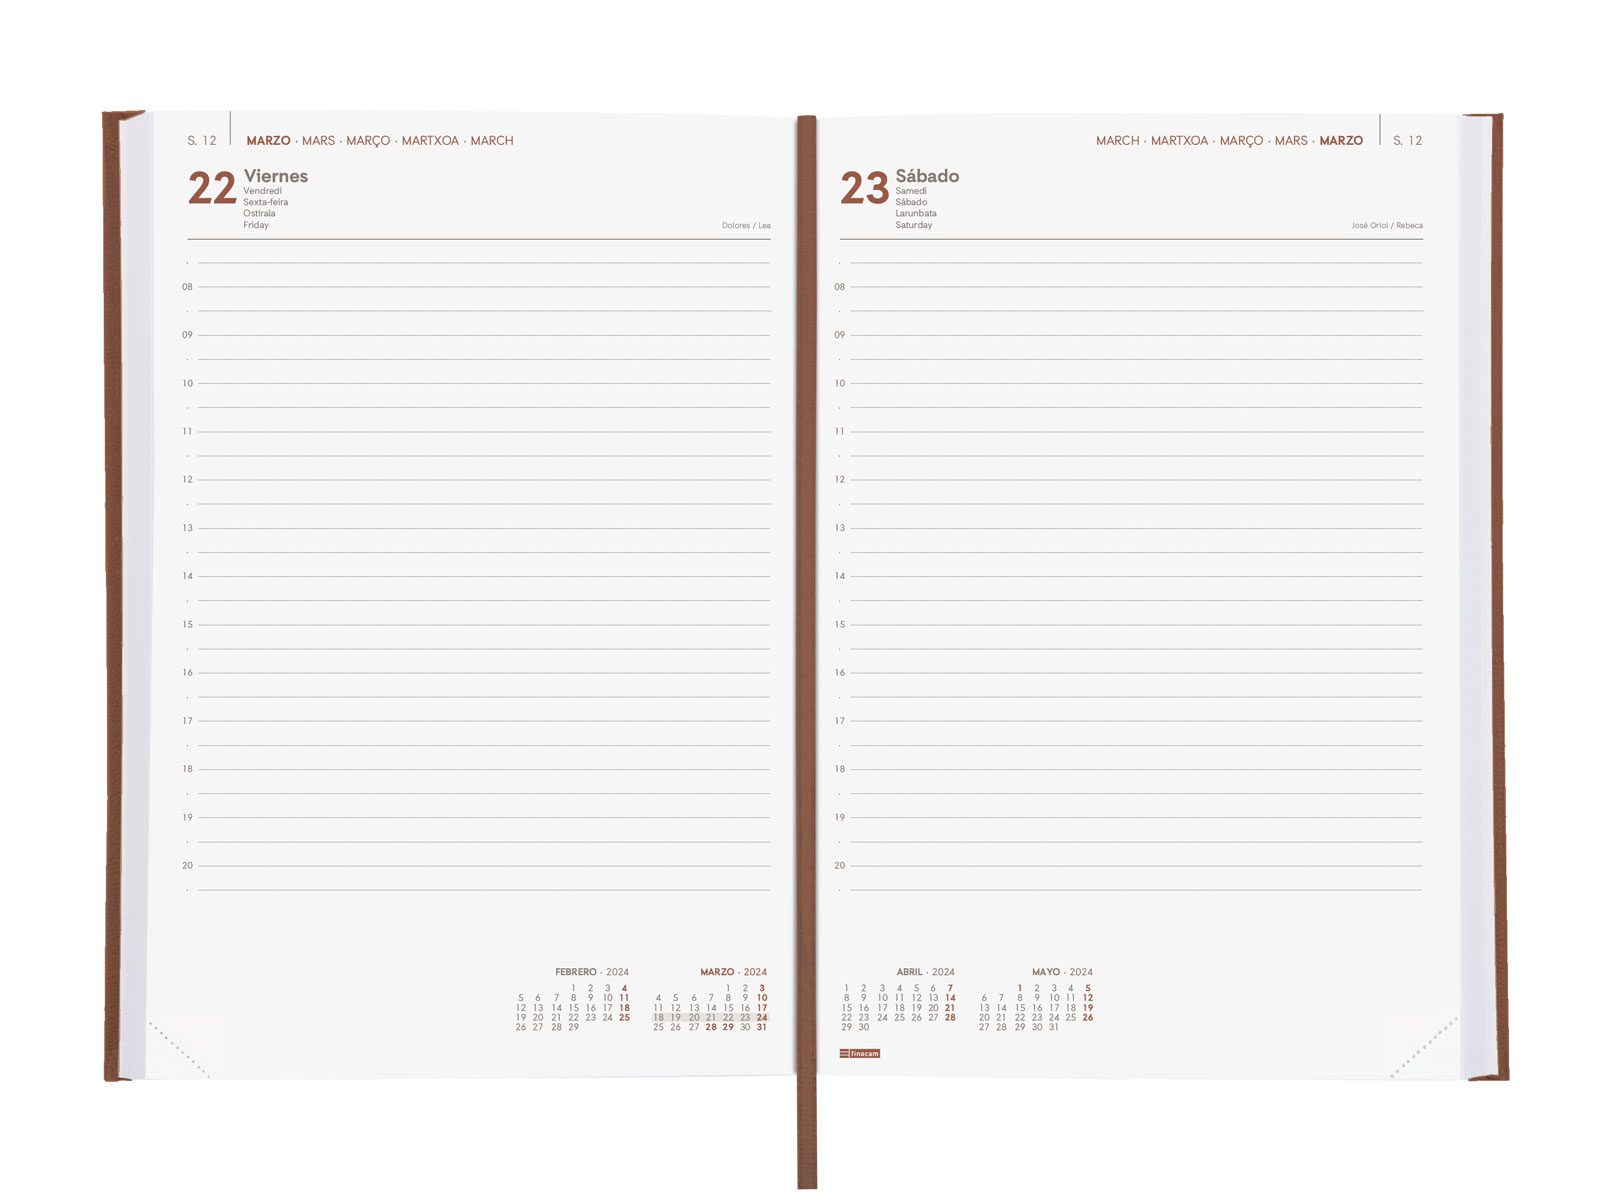 S. 12 MARZO · MARS · MARÇO · MARTXOA · MARCH
22 Viernes
Vendredi
Sexta-feira
Ostirala
Friday
Dolores / Lea
08
09
10
11
12
13
14
15
16
17
18
19
20
FEBRERO · 2024
1 2 3 4
5 6 7 8 9 10 11
12 13 14 15 16 17 18
19 20 21 22 23 24 25
26 27 28 29
MARZO · 2024
1 2 3
4 5 6 7 8 9 10
11 12 13 14 15 16 17
18 19 20 21 22 23 24
25 26 27 28 29 30 31
MARCH · MARTXOA · MARÇO · MARS · MARZO S. 12
23 Sábado
Samedi
Sábado
Larunbata
Saturday
José Oriol / Rebeca
08
09
10
11
12
13
14
15
16
17
18
19
20
ABRIL · 2024
1 2 3 4 5 6 7
8 9 10 11 12 13 14
15 16 17 18 19 20 21
22 23 24 25 26 27 28
29 30
MAYO · 2024
1 2 3 4 5
6 7 8 9 10 11 12
13 14 15 16 17 18 19
20 21 22 23 24 25 26
27 28 29 30 31
finocam